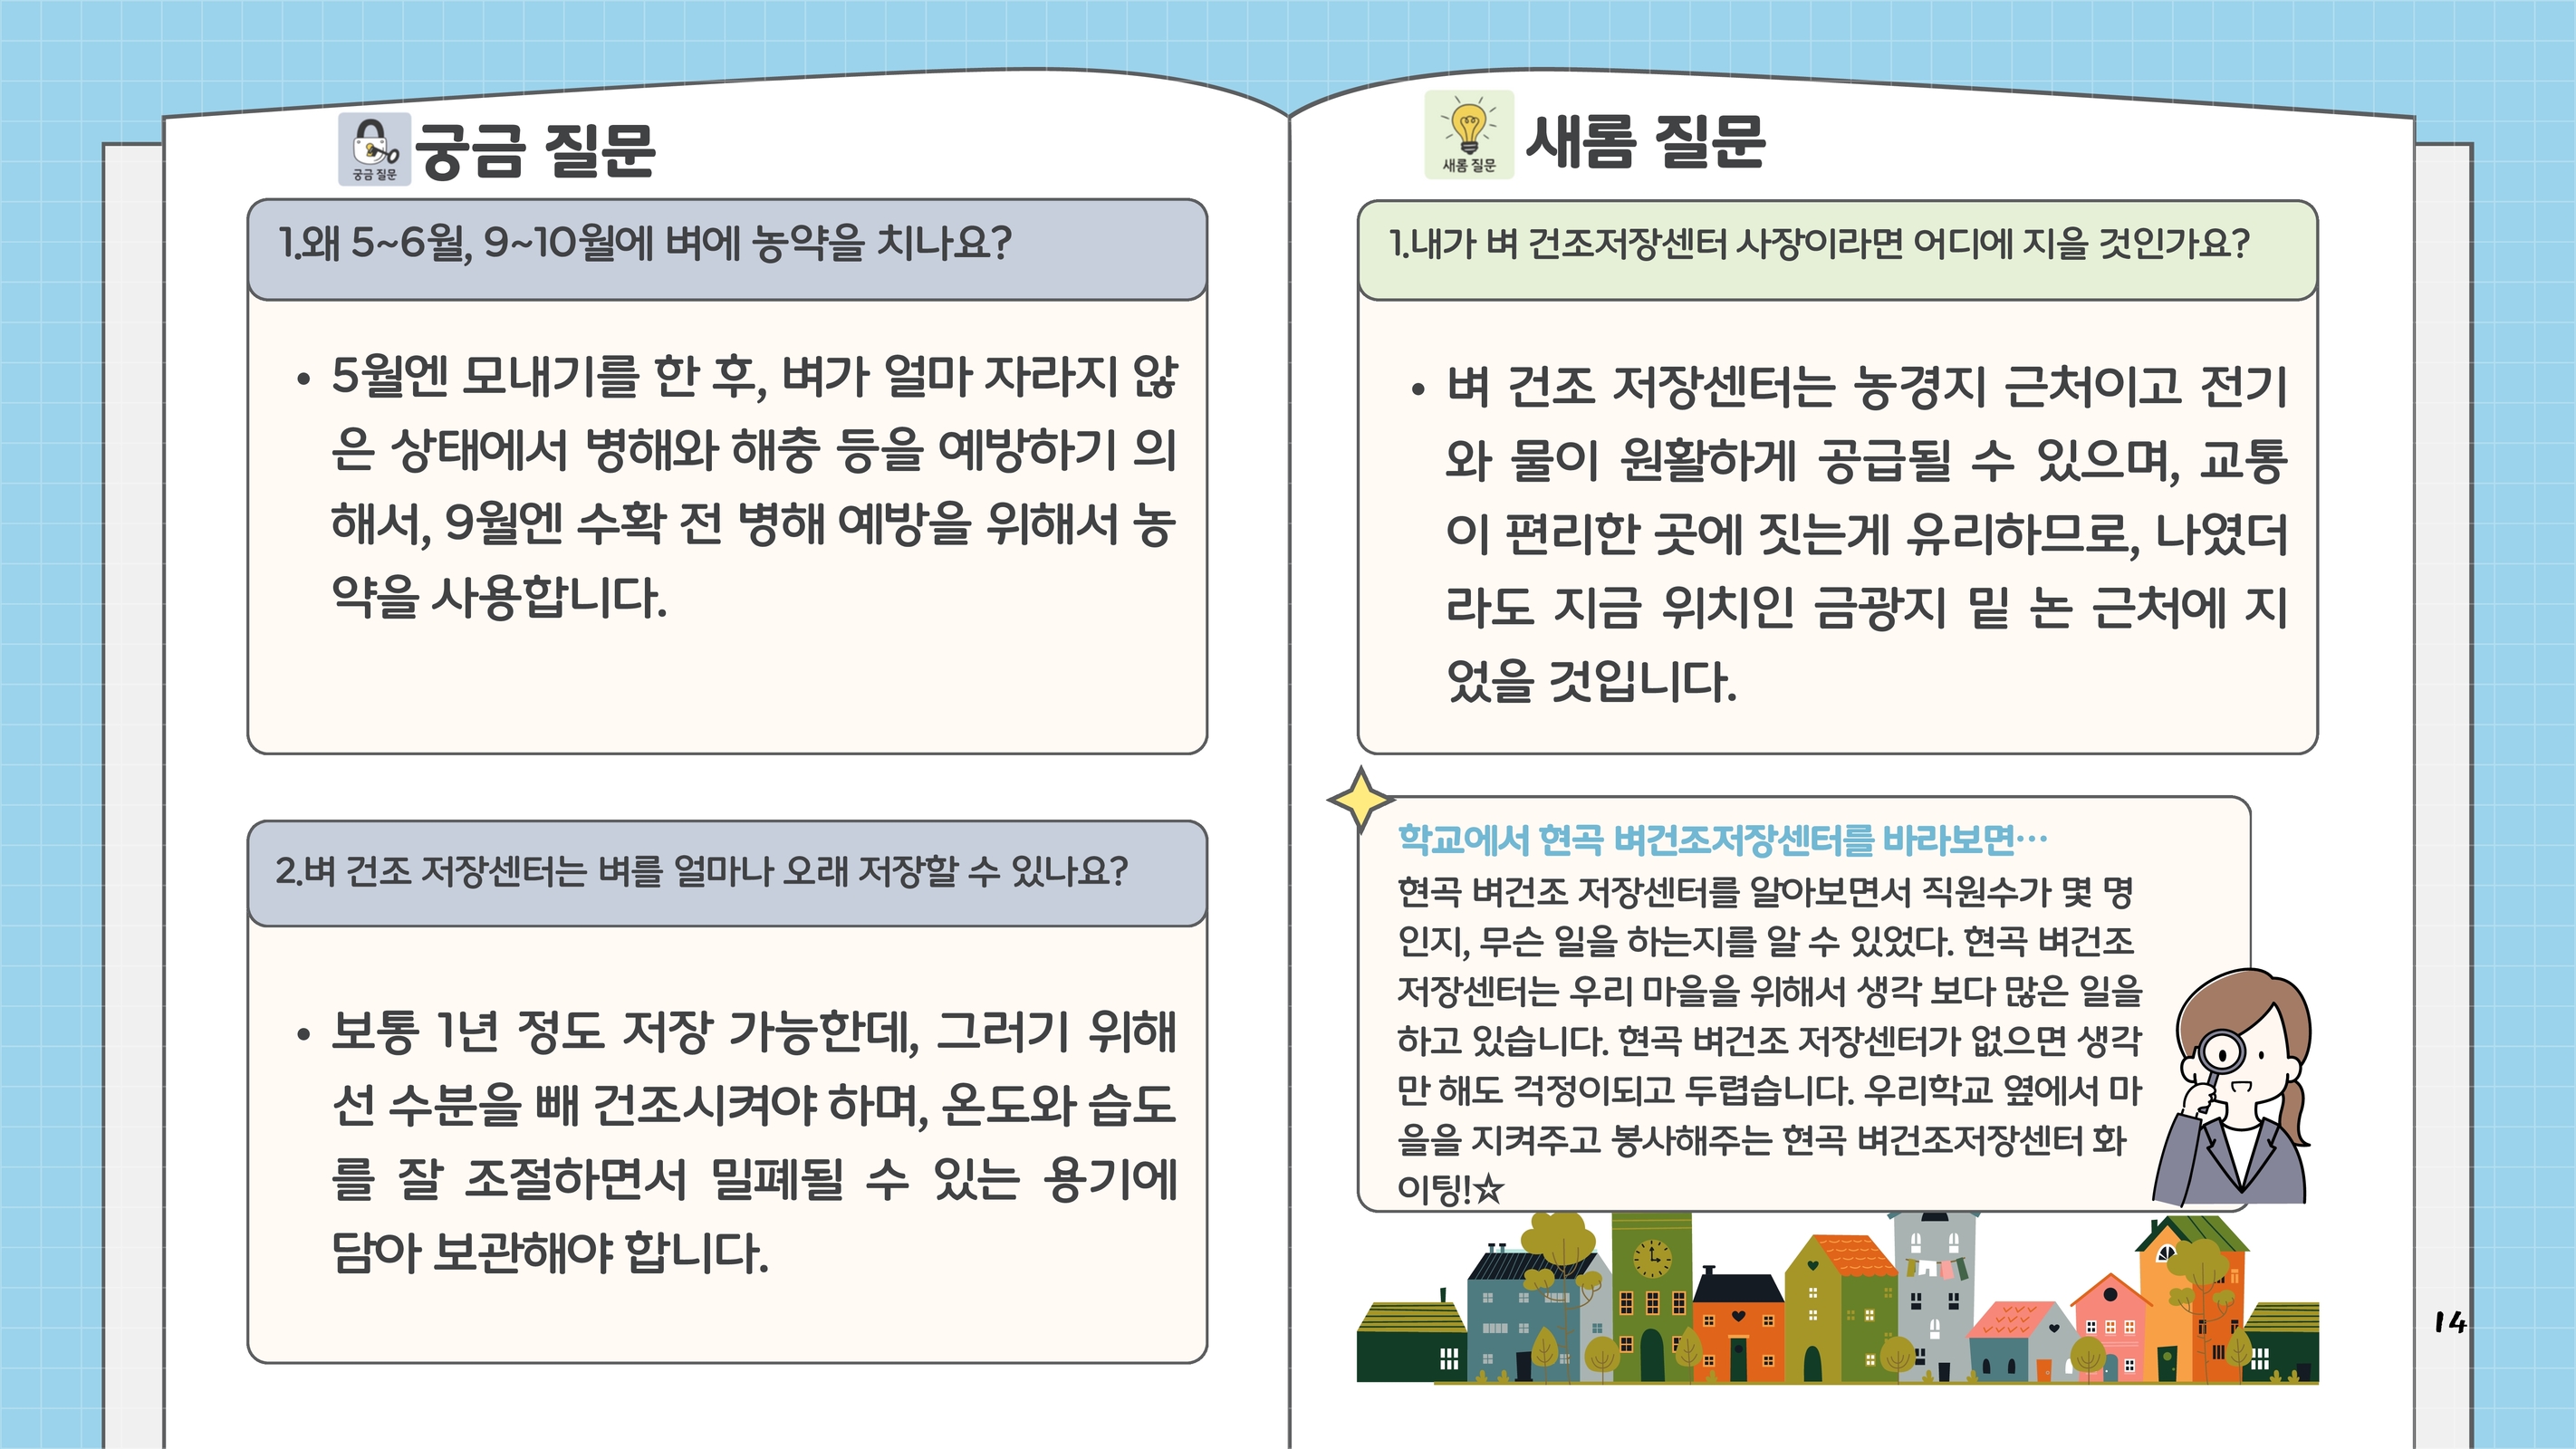 궁금 질문
궁금 질문
1.왜 5~6월, 9~10월에 벼에 농약을 치나요?
• 5월엔 모내기를 한 후, 벼가 얼마 자라지 않
은 상태에서 병해와 해충 등을 예방하기 의
해서, 9월엔 수확 전 병해 예방을 위해서 농
약을 사용합니다.
2.벼 건조 저장센터는 벼를 얼마나 오래 저장할 수 있나요?
• 보통 1년 정도 저장 가능한데, 그러기 위해
선 수분을 빼 건조시켜야 하며, 온도와 습도
를 잘 조절하면서 밀폐될 수 있는 용기에
담아 보관해야 합니다.
새롬 질문
새롬 질문
1.내가 벼 건조저장센터 사장이라면 어디에 지을 것인가요?
• 벼 건조 저장센터는 농경지 근처이고 전기
와 물이 원활하게 공급될 수 있으며, 교통
이 편리한 곳에 짓는게 유리하므로, 나였더
라도 지금 위치인 금광지 밑 논 근처에 지
었을 것입니다.
학교에서 현곡 벼건조저장센터를 바라보면…
현곡 벼건조 저장센터를 알아보면서 직원수가 몇 명
인지, 무슨 일을 하는지를 알 수 있었다. 현곡 벼건조
저장센터는 우리 마을을 위해서 생각 보다 많은 일을
하고 있습니다. 현곡 벼건조 저장센터가 없으면 생각
만 해도 걱정이되고 두렵습니다. 우리학교 옆에서 마
을을 지켜주고 봉사해주는 현곡 벼건조저장센터 화
이팅!☆
14